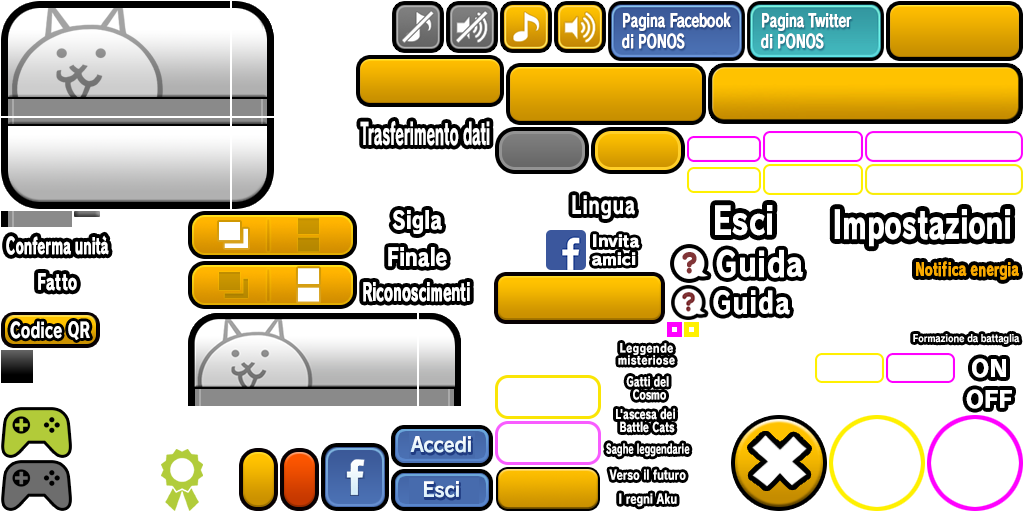 Pagina Facebook
di PONOS
Pagina Twitter
di PONOS
Trasferimento dati
Lingua
Sigla
Esci
Impostazioni
Conferma unità
Invita
amici
Finale
? Guida
Notifica energia
Fatto
Riconoscimenti
? Guida
Codice QR
Formazione da battaglia
Leggende
misteriose
ON
Gatti del
Cosmo
OFF
L'ascesa dei
Battle Cats
Accedi
Saghe leggendarie
Esci
Verso il futuro
I regni Aku